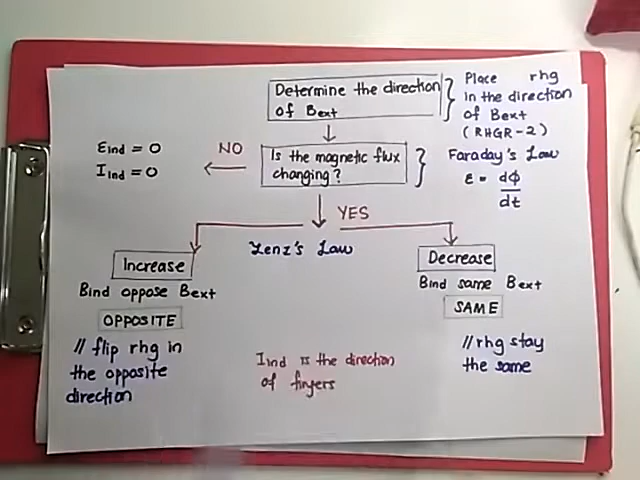 Determine the direction
of Bext
Place rhg
in the direction
of Bext
(RHGR-2)
Is the magnetic flux
changing?
Faraday's Law
ε = dφ
dt
NO
εind = 0
Iind = 0
YES
Lenz's Law
Increase
Bind oppose Bext
OPPOSITE
// flip rhg in
the opposite
direction
Decrease
Bind same Bext
SAME
// rhg stay
the same
Iind is the direction
of fingers